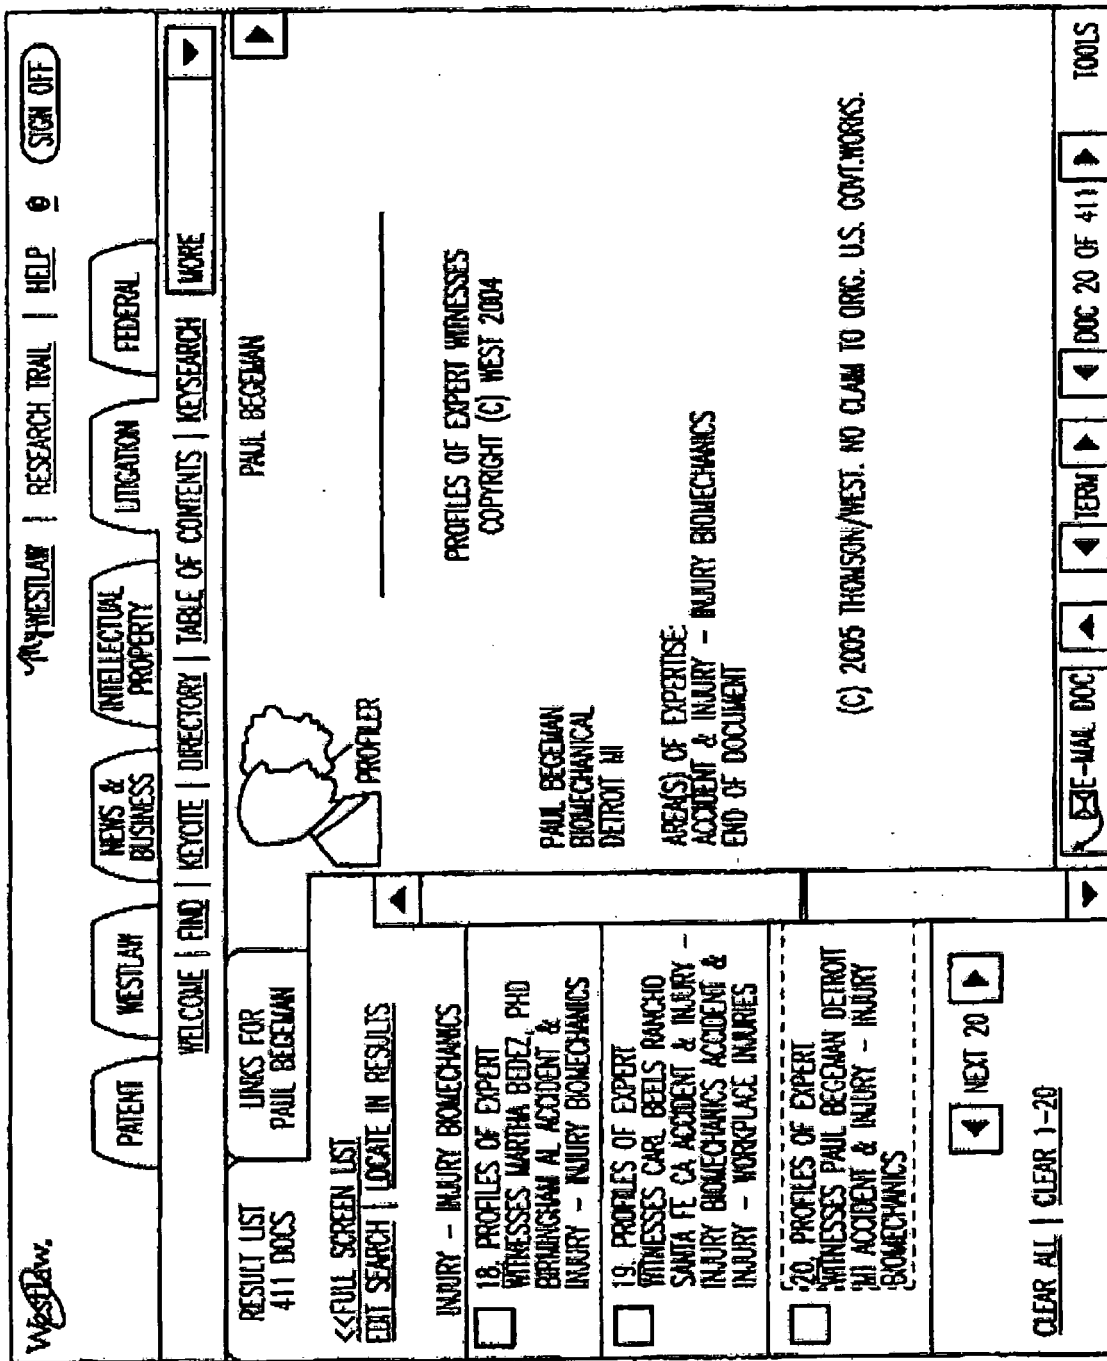 Westlaw.
My WESTLAW | RESEARCH TRAIL | HELP SIGN OFF
PATENT
WESTLAW
NEWS &
BUSINESS
INTELLECTUAL
PROPERTY
LITIGATION
FEDERAL
WELCOME | FIND | KEYCITE | DIRECTORY | TABLE OF CONTENTS | KEYSEARCH | MORE
RESULT LIST
411 DOCS
LINKS FOR
PAUL BEGEMAN
<<FULL SCREEN LIST
EDIT SEARCH | LOCATE IN RESULTS
INJURY - INJURY BIOMECHANICS
18. PROFILES OF EXPERT
WITNESSES MARTHA BIDEZ, PHD
BIRMINGHAM AL ACCIDENT &
INJURY - INJURY BIOMECHANICS
19. PROFILES OF EXPERT
WITNESSES CARL BEELS RANCHO
SANTA FE CA ACCIDENT & INJURY -
INJURY BIOMECHANICS ACCIDENT &
INJURY - WORKPLACE INJURIES
20. PROFILES OF EXPERT
WITNESSES PAUL BEGEMAN DETROIT
MI ACCIDENT & INJURY - INJURY
BIOMECHANICS
NEXT 20
CLEAR ALL | CLEAR 1-20
PROFILER
PAUL BEGEMAN
PROFILES OF EXPERT WITNESSES
COPYRIGHT (C) WEST 2004
PAUL BEGEMAN
BIOMECHANICAL
DETROIT MI
AREA(S) OF EXPERTISE:
ACCIDENT & INJURY - INJURY BIOMECHANICS
END OF DOCUMENT
(C) 2005 THOMSON/WEST. NO CLAIM TO ORIG. U.S. GOVT.WORKS.
E-MAIL DOC TERM DOC 20 OF 411 TOOLS